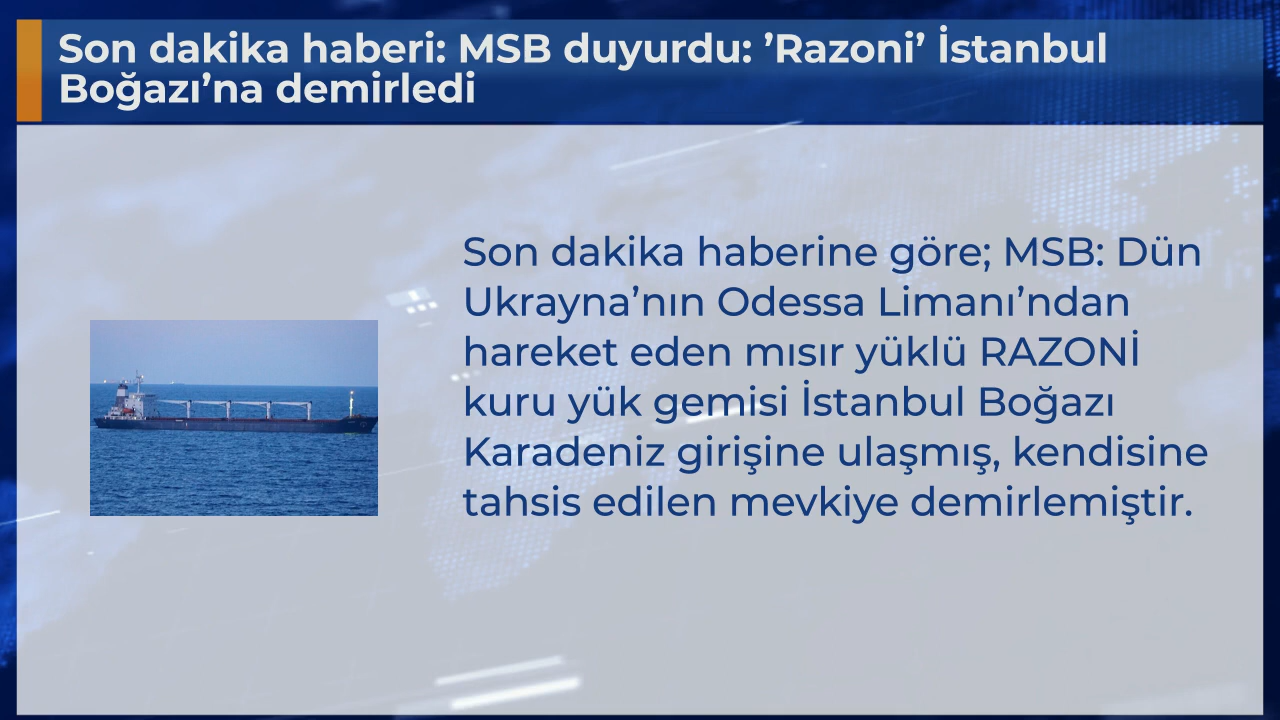 Son dakika haberi: MSB duyurdu: ’Razoni’ İstanbul
Boğazı’na demirledi
Son dakika haberine göre; MSB: Dün
Ukrayna’nın Odessa Limanı’ndan
hareket eden mısır yüklü RAZONİ
kuru yük gemisi İstanbul Boğazı
Karadeniz girişine ulaşmış, kendisine
tahsis edilen mevkiye demirlemiştir.